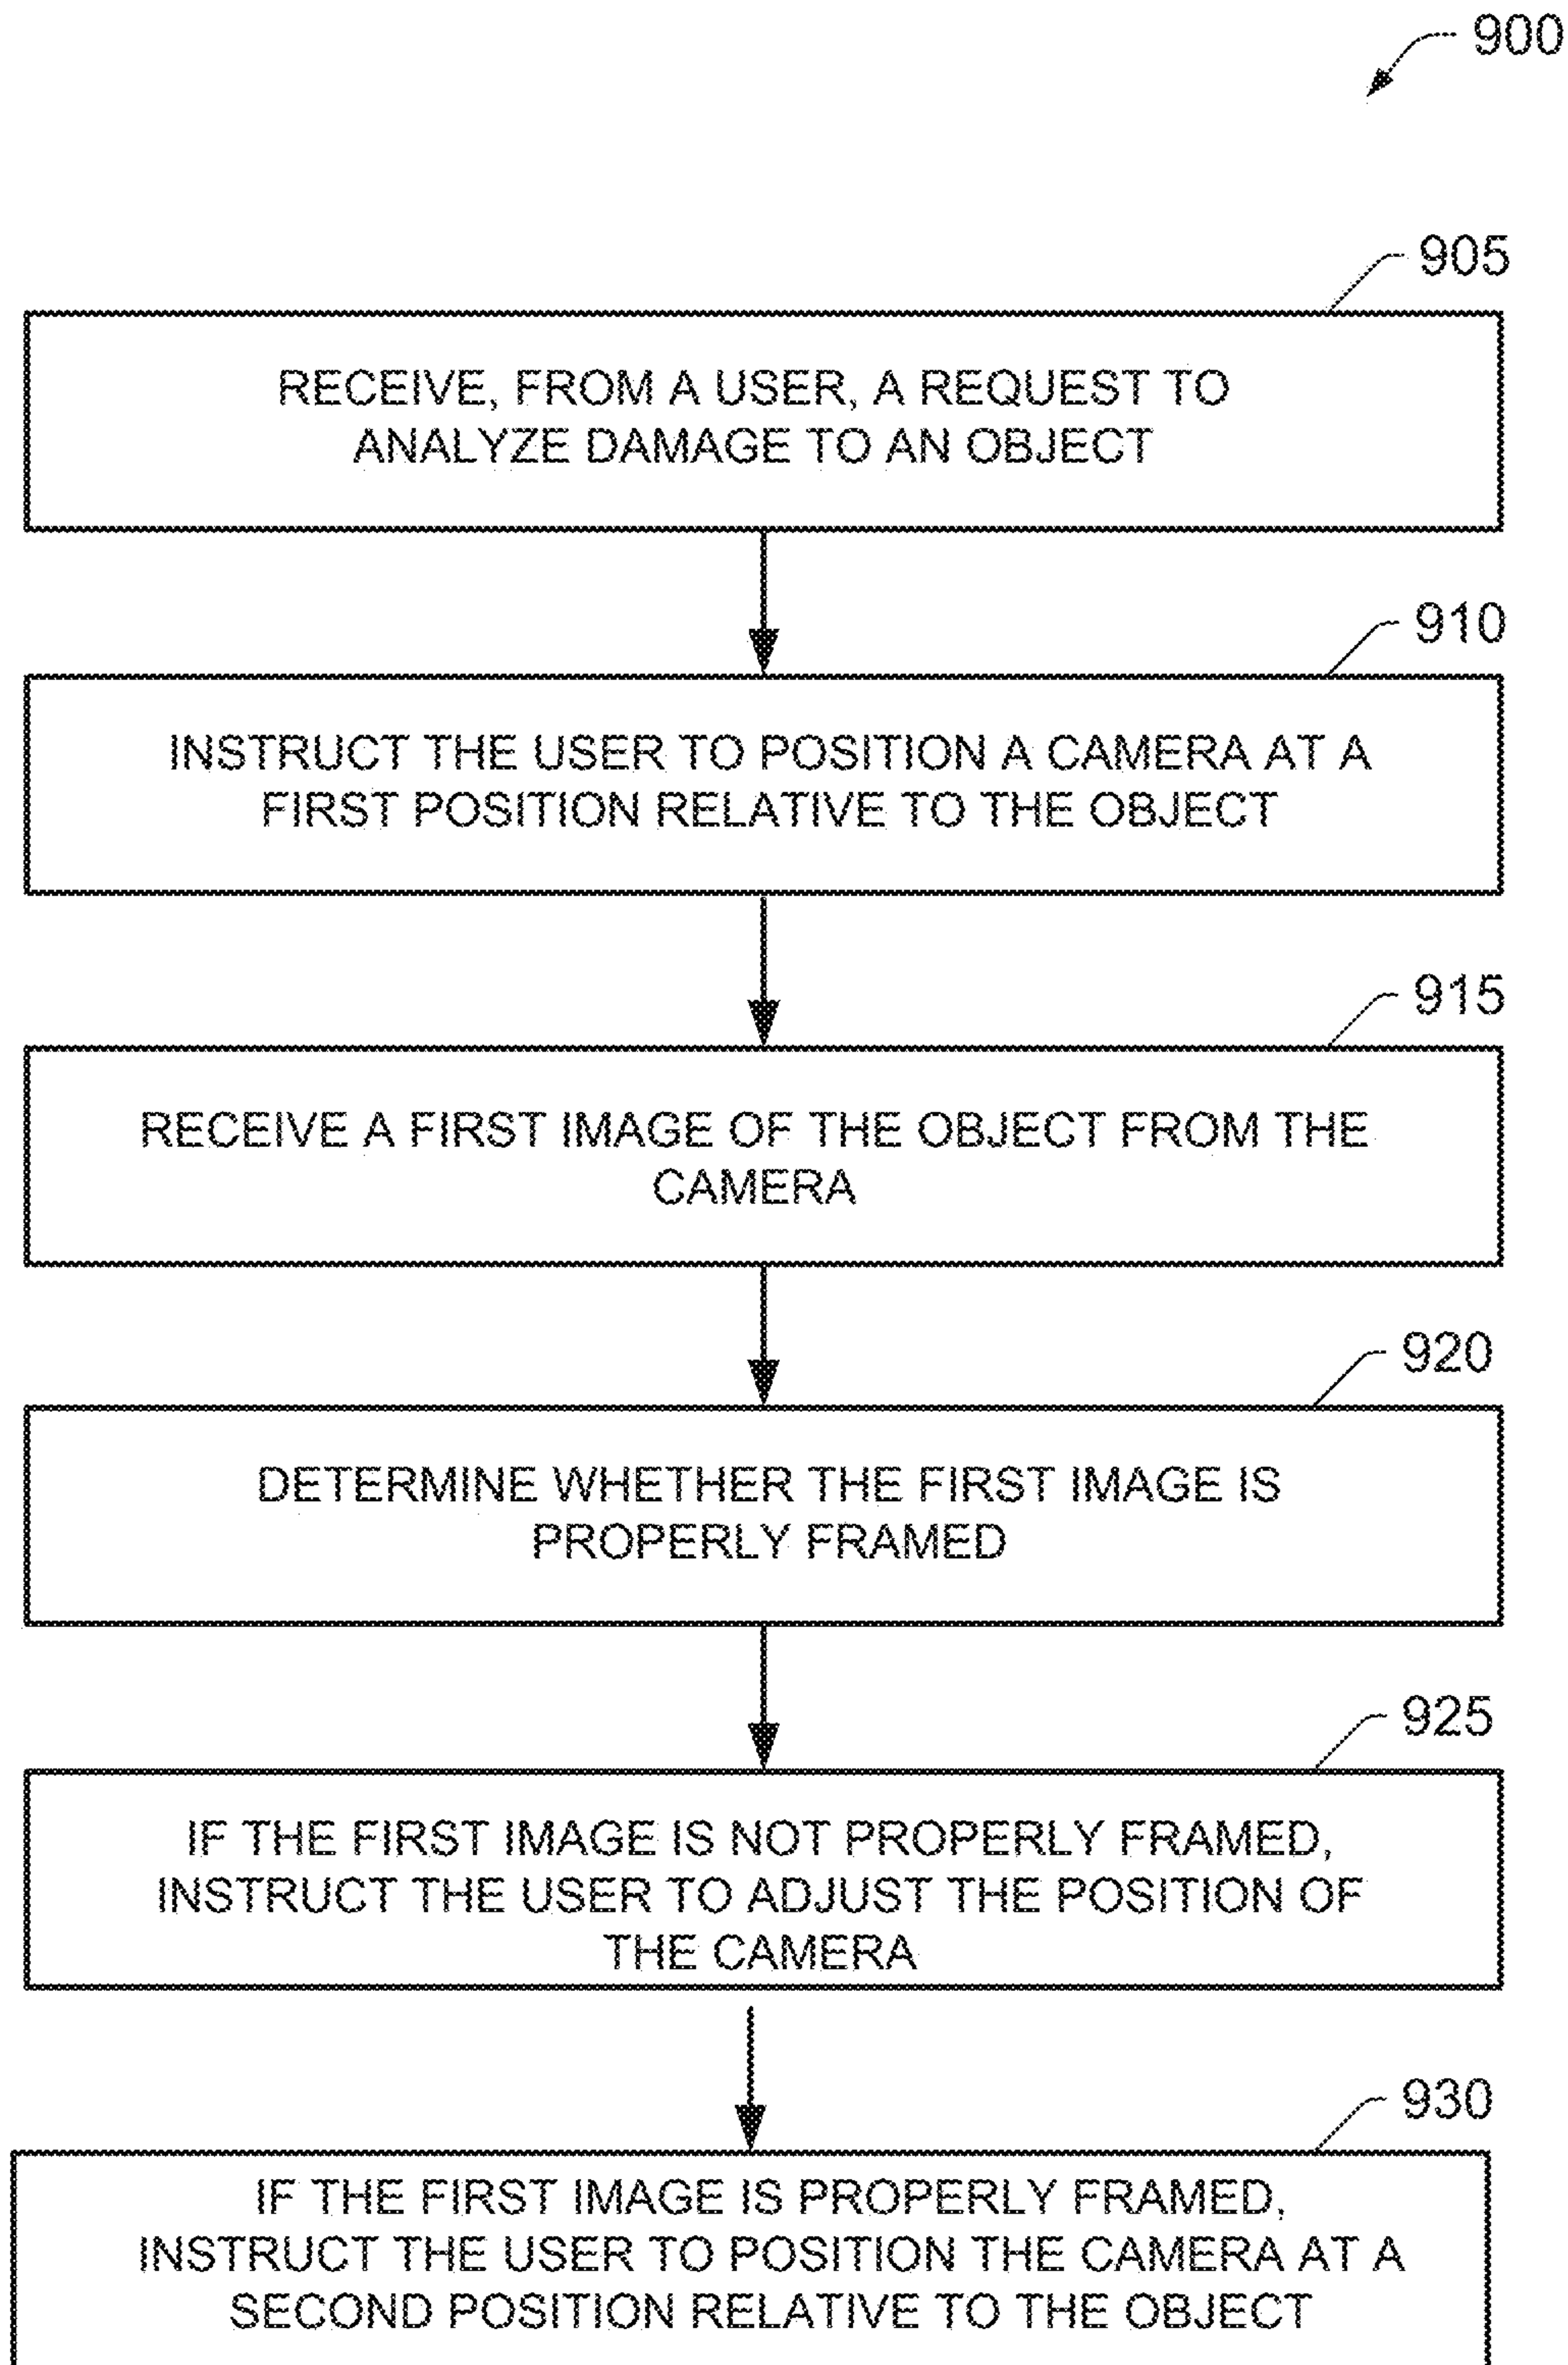 900
905
RECEIVE, FROM A USER, A REQUEST TO
ANALYZE DAMAGE TO AN OBJECT
910
INSTRUCT THE USER TO POSITION A CAMERA AT A
FIRST POSITION RELATIVE TO THE OBJECT
915
RECEIVE A FIRST IMAGE OF THE OBJECT FROM THE
CAMERA
920
DETERMINE WHETHER THE FIRST IMAGE IS
PROPERLY FRAMED
925
IF THE FIRST IMAGE IS NOT PROPERLY FRAMED,
INSTRUCT THE USER TO ADJUST THE POSITION OF
THE CAMERA
930
IF THE FIRST IMAGE IS PROPERLY FRAMED,
INSTRUCT THE USER TO POSITION THE CAMERA AT A
SECOND POSITION RELATIVE TO THE OBJECT